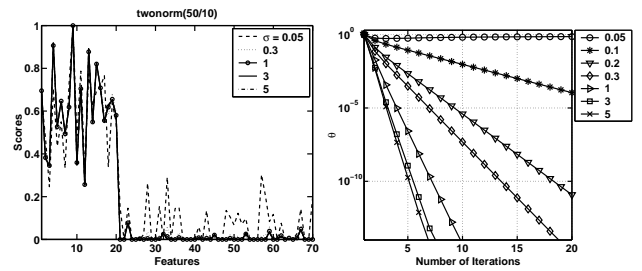 twonorm(50/10)
1
0.8
0.6
0.4
0.2
0
Scores
10 20 30 40 50 60 70
Features
σ = 0.05
0.3
1
3
5
10^0
10^-5
10^-10
θ
5 10 15 20
Number of Iterations
0.05
0.1
0.2
0.3
1
3
5